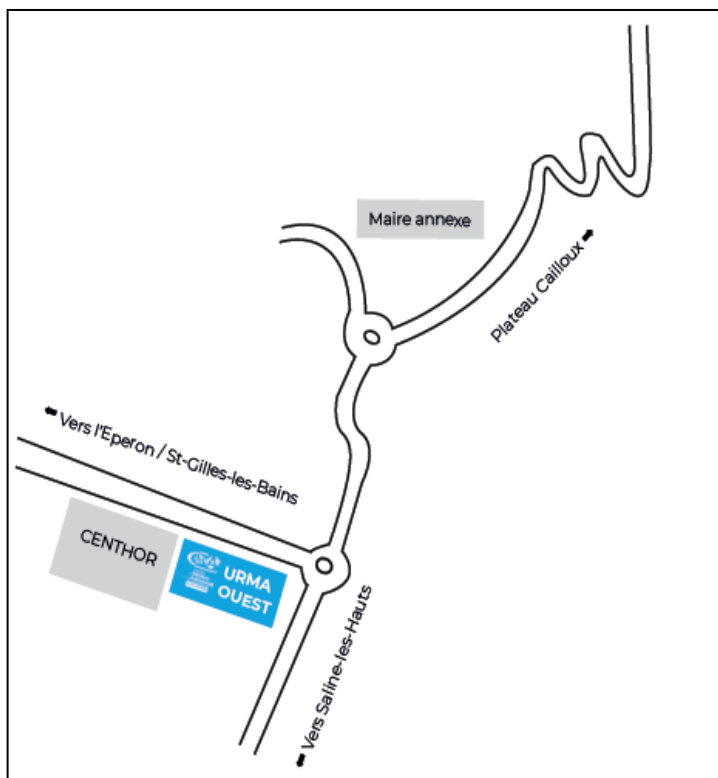 Maire annexe
Plateau Cailloux
Vers l'Eperon / St-Gilles-les-Bains
CENTHOR
URMA
OUEST
Vers Saline-les-Hauts